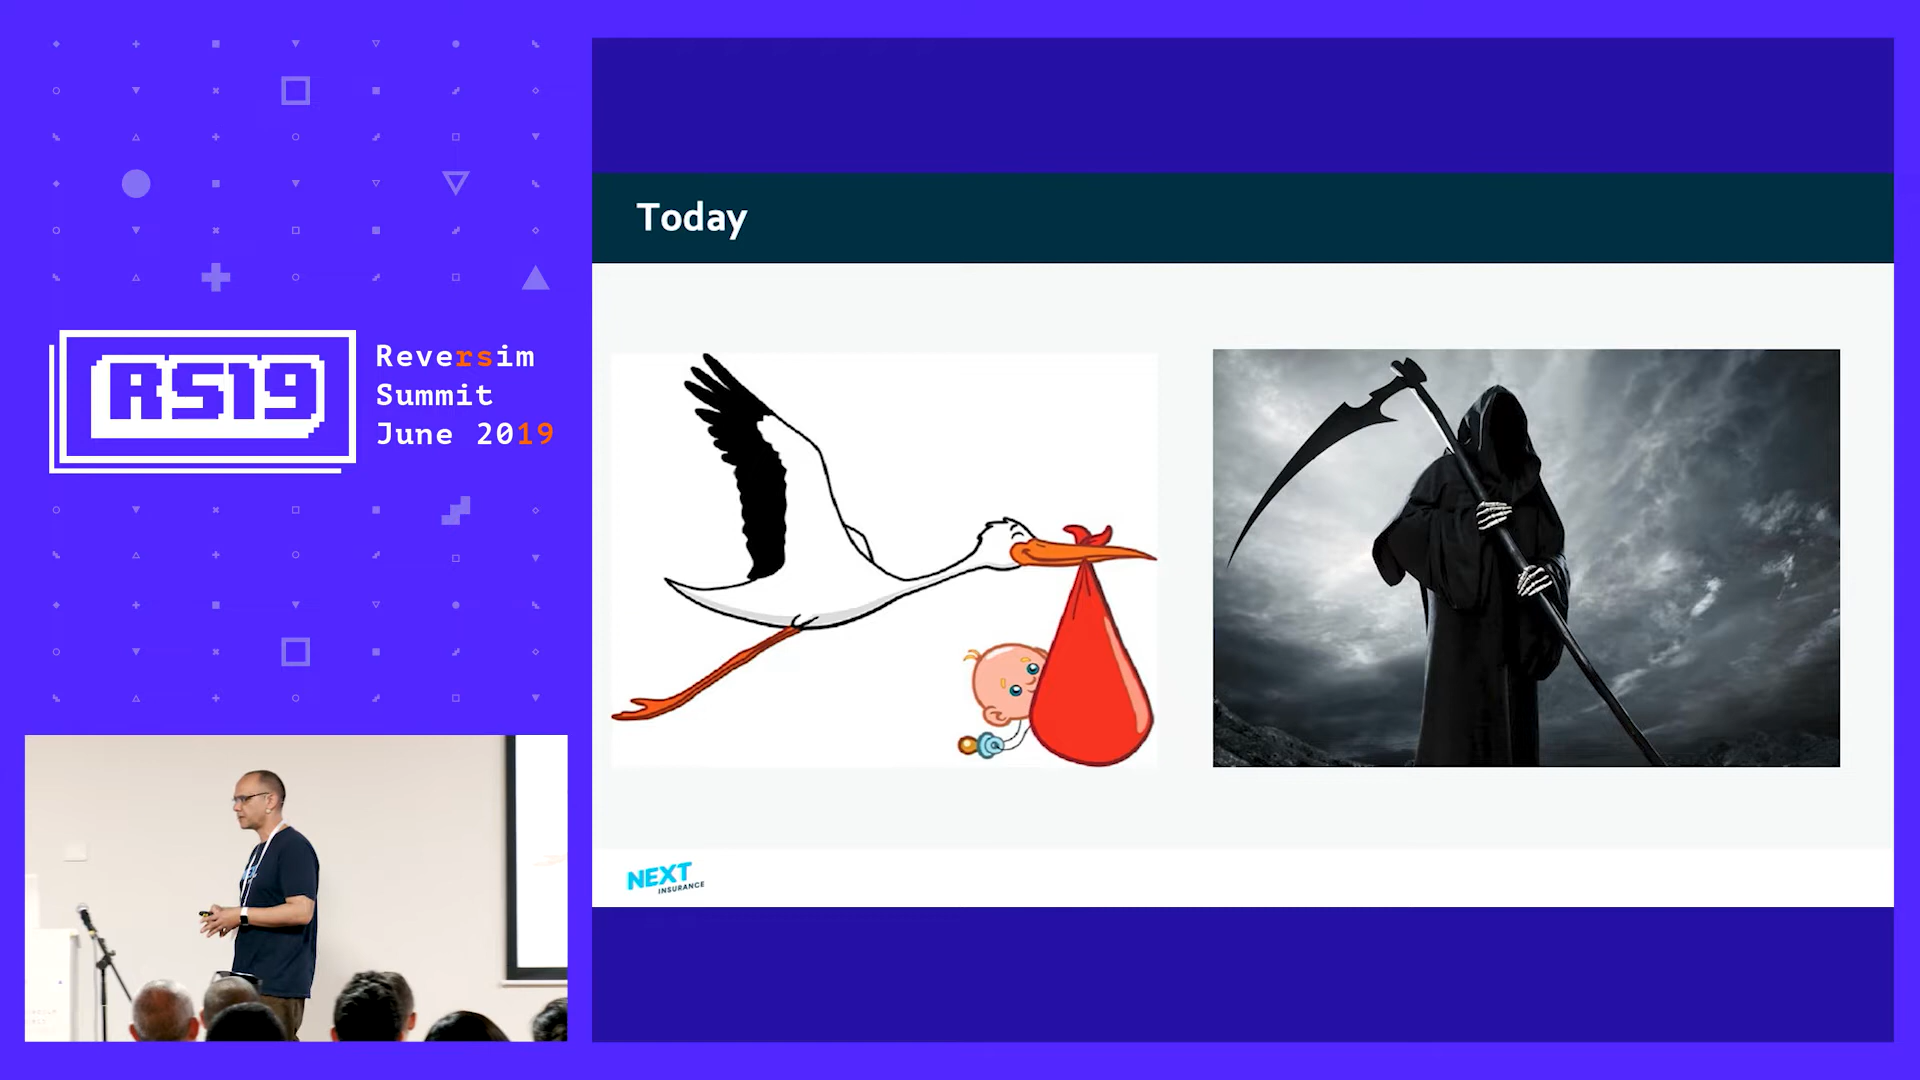 RS19
Reversim
Summit
June 2019
Today
NEXT
INSURANCE